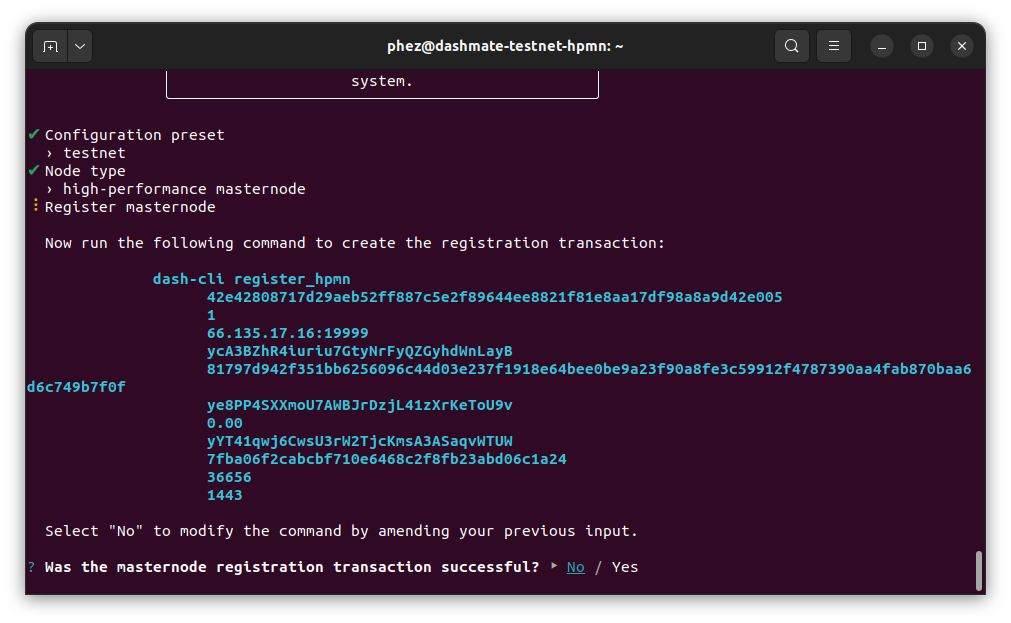 phez@dashmate-testnet-hpmn: ~
system.
✔ Configuration preset
› testnet
✔ Node type
› high-performance masternode
Register masternode
Now run the following command to create the registration transaction:
dash-cli register_hpmn
42e42808717d29aeb52ff887c5e2f89644ee8821f81e8aa17df98a8a9d42e005
1
66.135.17.16:19999
ycA3BZhR4iuriu7GtyNrFyQZGyhdWnLayB
81797d942f351bb6256096c44d03e237f1918e64bee0be9a23f90a8fe3c59912f4787390aa4fab870baa6
d6c749b7f0f
ye8PP4SXXmoU7AWBJrDzjL41zXrKeToU9v
0.00
yYT41qwj6CwsU3rW2TjcKmsA3ASaqvWTUW
7fba06f2cabcbf710e6468c2f8fb23abd06c1a24
36656
1443
Select "No" to modify the command by amending your previous input.
? Was the masternode registration transaction successful? ‣ No / Yes